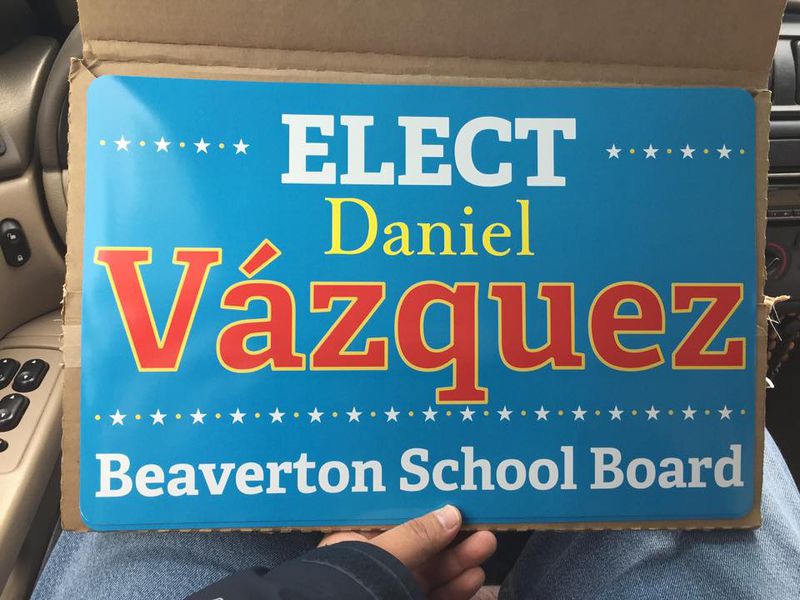 ELECT
Daniel
Vázquez
Beaverton School Board